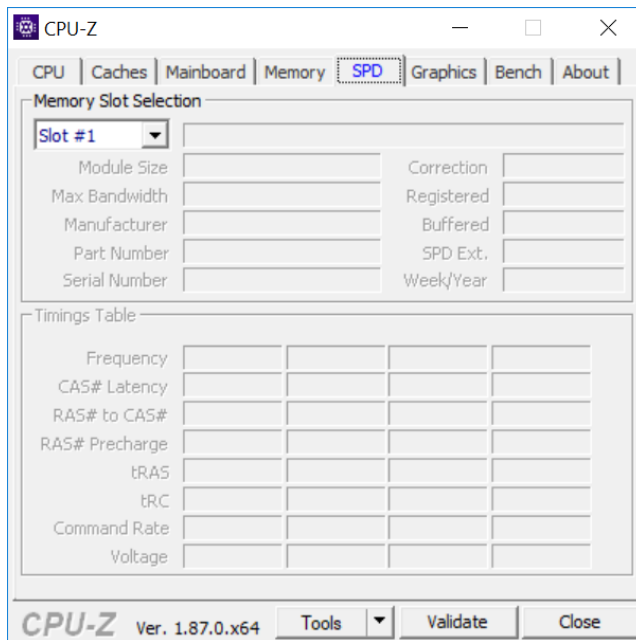 CPU-Z
CPU Caches Mainboard Memory SPD Graphics Bench About
Memory Slot Selection
Slot #1
Module Size Correction
Max Bandwidth Registered
Manufacturer Buffered
Part Number SPD Ext.
Serial Number Week/Year
Timings Table
Frequency
CAS# Latency
RAS# to CAS#
RAS# Precharge
tRAS
tRC
Command Rate
Voltage
CPU-Z Ver. 1.87.0.x64 Tools Validate Close